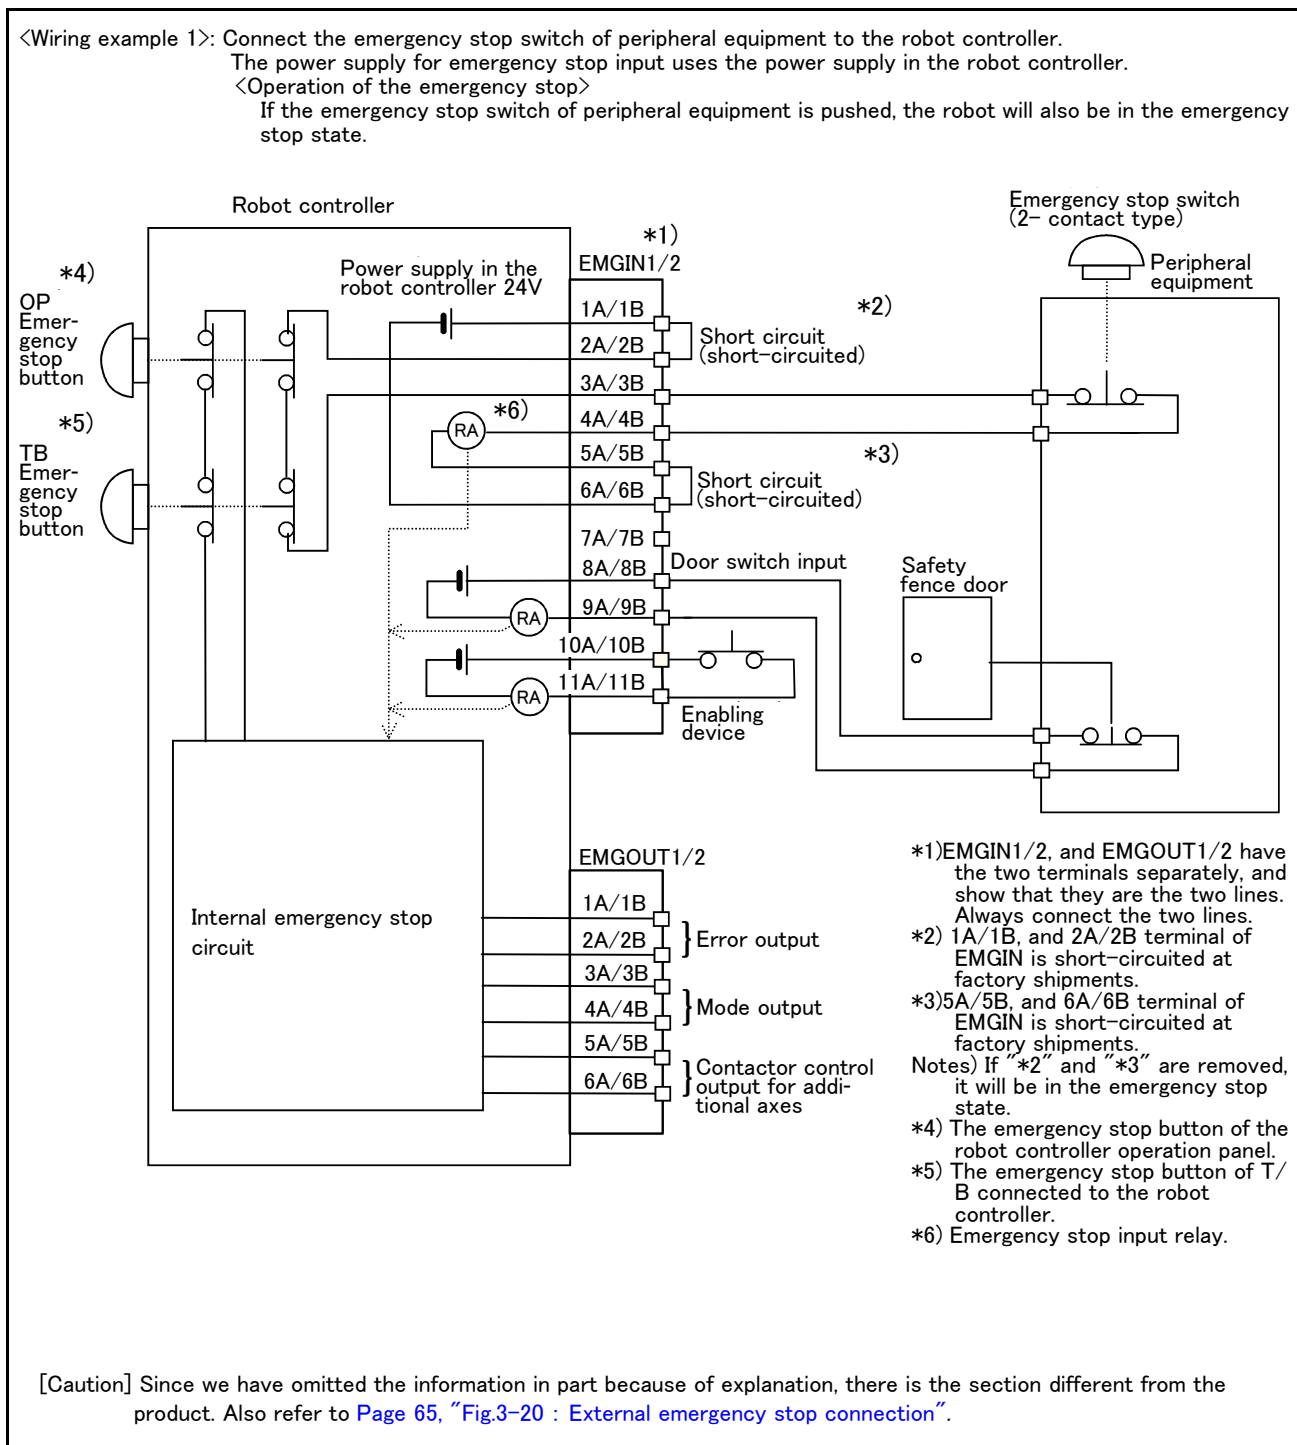 <Wiring example 1>: Connect the emergency stop switch of peripheral equipment to the robot controller.
The power supply for emergency stop input uses the power supply in the robot controller.
<Operation of the emergency stop>
If the emergency stop switch of peripheral equipment is pushed, the robot will also be in the emergency
stop state.
Robot controller
Emergency stop switch
(2- contact type)
Peripheral
equipment
*1)
EMGIN1/2
Power supply in the
robot controller 24V
*4)
OP
Emer-
gency
stop
button
*5)
TB
Emer-
gency
stop
button
1A/1B
2A/2B
3A/3B
4A/4B
5A/5B
6A/6B
7A/7B
8A/8B
9A/9B
10A/10B
11A/11B
*2)
Short circuit
(short-circuited)
*6)
RA
*3)
Short circuit
(short-circuited)
Door switch input
Safety
fence door
RA
RA
Enabling
device
Internal emergency stop
circuit
EMGOUT1/2
1A/1B
2A/2B
3A/3B
4A/4B
5A/5B
6A/6B
} Error output
} Mode output
} Contactor control
output for addi-
tional axes
*1)EMGIN1/2, and EMGOUT1/2 have
the two terminals separately, and
show that they are the two lines.
Always connect the two lines.
*2) 1A/1B, and 2A/2B terminal of
EMGIN is short-circuited at
factory shipments.
*3)5A/5B, and 6A/6B terminal of
EMGIN is short-circuited at
factory shipments.
Notes) If "*2" and "*3" are removed,
it will be in the emergency stop
state.
*4) The emergency stop button of the
robot controller operation panel.
*5) The emergency stop button of T/
B connected to the robot
controller.
*6) Emergency stop input relay.
[Caution] Since we have omitted the information in part because of explanation, there is the section different from the
product. Also refer to Page 65, "Fig.3-20 : External emergency stop connection".